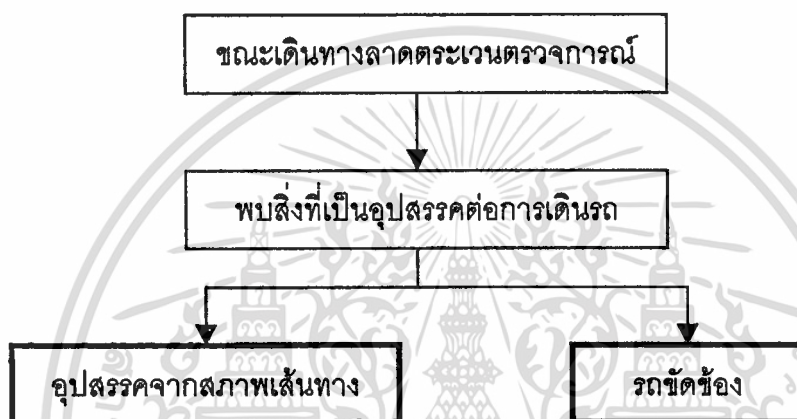 ขณะเดินทางลาดตระเวนตรวจการณ์
พบสิ่งที่เป็นอุปสรรคต่อการเดินรถ
อุปสรรคจากสภาพเส้นทาง
รถขัดข้อง